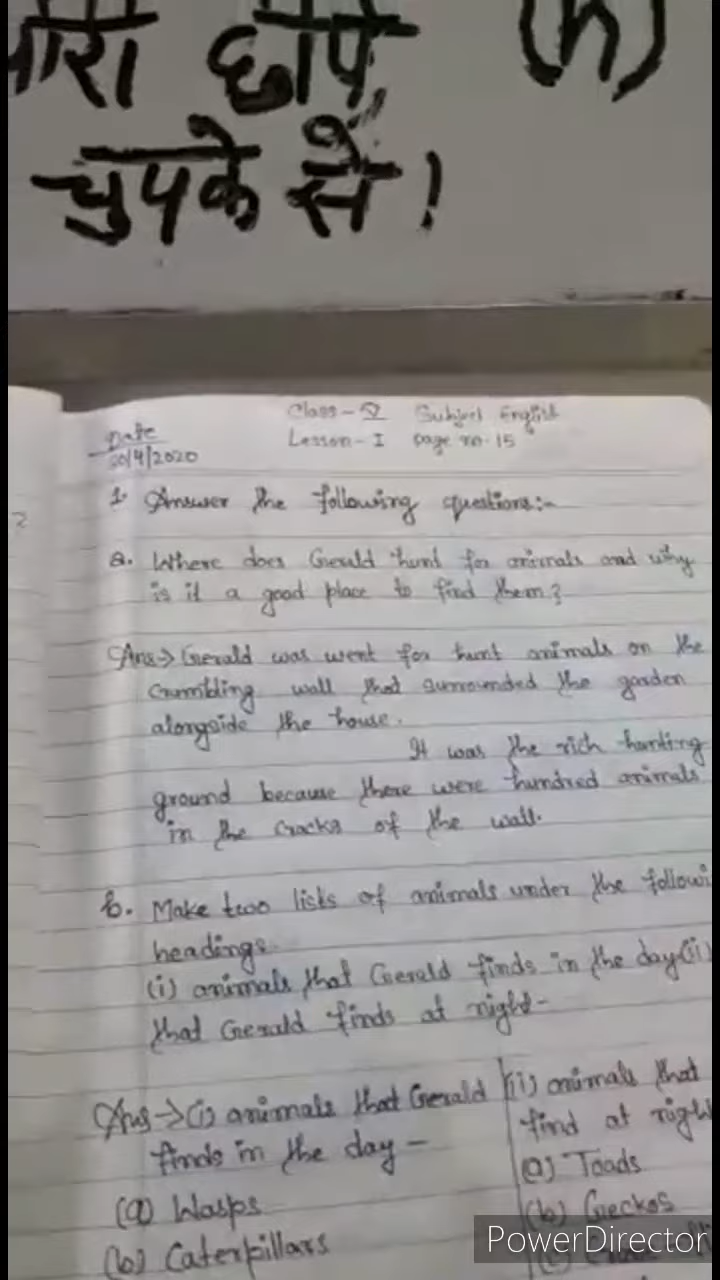 छापे, (h)
चुपके से !
Class - V Subject English
Date Lesson - I Page no. 15
20/4/2020
1. Answer the following questions:-
a. Where does Gerald hunt for animals and why
is it a good place to find them?
Ans→ Gerald was went for hunt animals on the
crumbling wall that surrounded the garden
alongside the house.
It was the rich hunting
ground because there were hundred animals
in the cracks of the wall.
b. Make two lists of animals under the followi
headings.
(i) animals that Gerald finds in the day (ii)
that Gerald finds at night-
Ans→ (i) animals that Gerald
finds in the day -
(a) Wasps
(b) Caterpillars
(ii) animals that
find at night
(a) Toads
(b) Geckos
PowerDirector